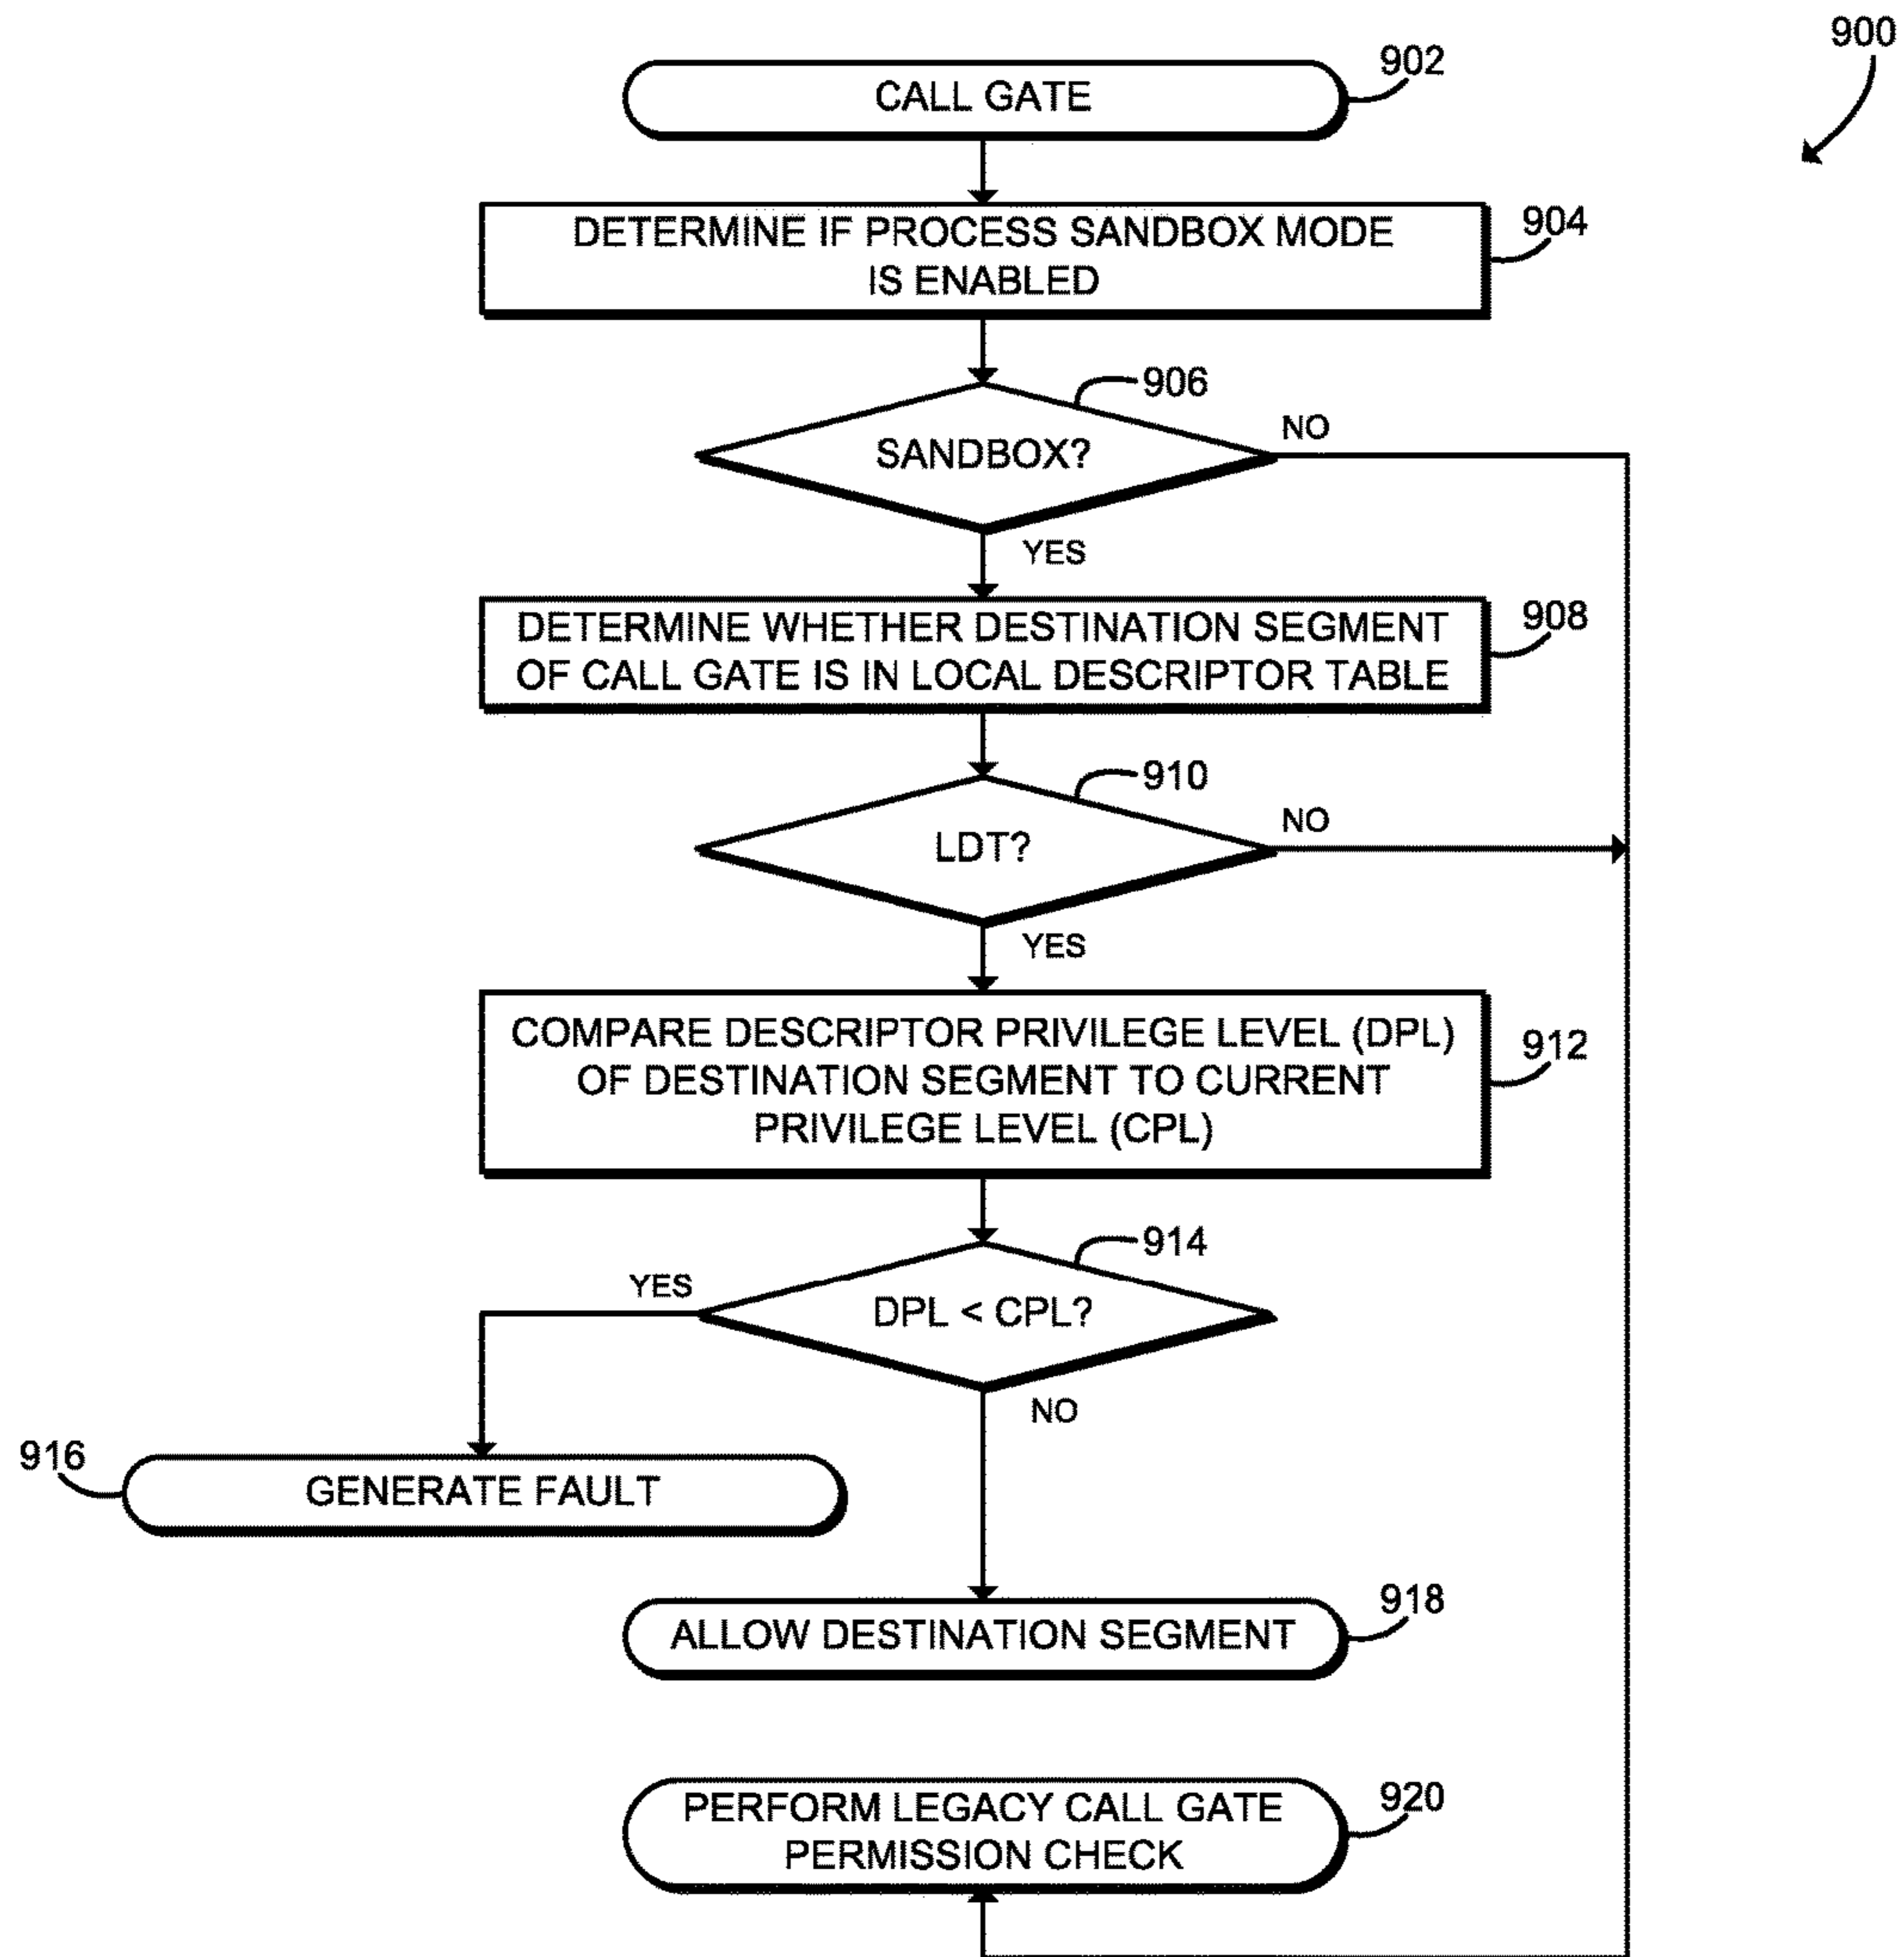 900
CALL GATE
902
DETERMINE IF PROCESS SANDBOX MODE
IS ENABLED
904
906
SANDBOX?
NO
YES
DETERMINE WHETHER DESTINATION SEGMENT
OF CALL GATE IS IN LOCAL DESCRIPTOR TABLE
908
910
LDT?
NO
YES
COMPARE DESCRIPTOR PRIVILEGE LEVEL (DPL)
OF DESTINATION SEGMENT TO CURRENT
PRIVILEGE LEVEL (CPL)
912
914
YES
DPL < CPL?
NO
916
GENERATE FAULT
ALLOW DESTINATION SEGMENT
918
PERFORM LEGACY CALL GATE
PERMISSION CHECK
920